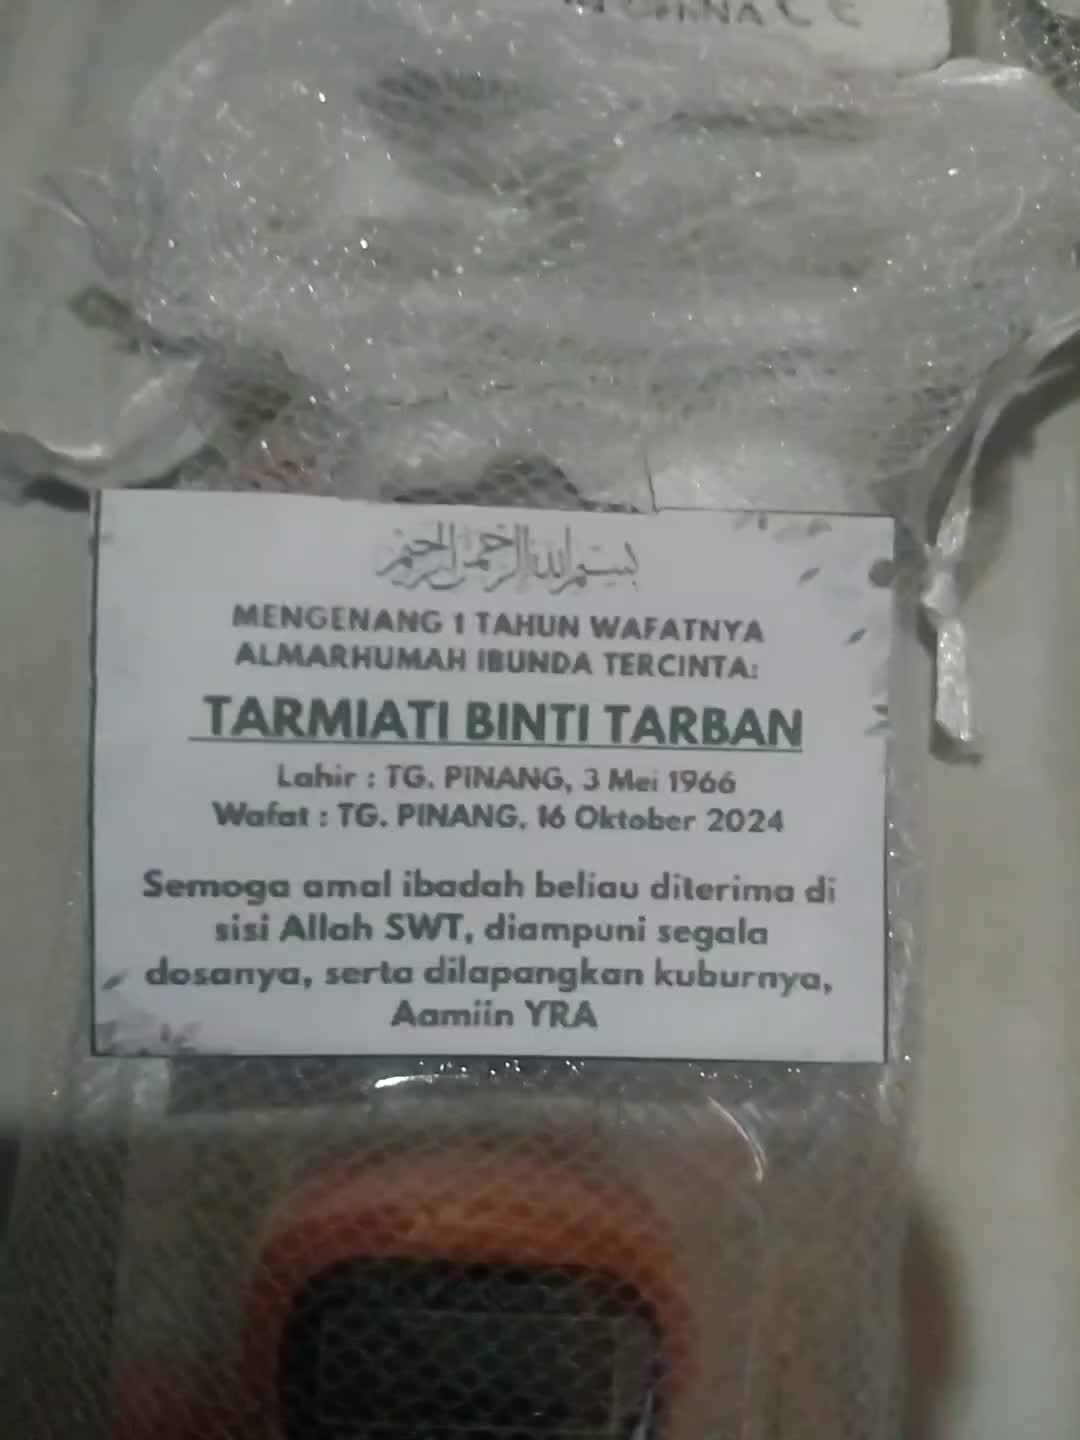 CHINA C E
بسم الله الرحمن الرحيم
MENGENANG 1 TAHUN WAFATNYA
ALMARHUMAH IBUNDA TERCINTA:
TARMIATI BINTI TARBAN
Lahir : TG. PINANG, 3 Mei 1966
Wafat : TG. PINANG, 16 Oktober 2024
Semoga amal ibadah beliau diterima di
sisi Allah SWT, diampuni segala
dosanya, serta dilapangkan kuburnya,
Aamiin YRA